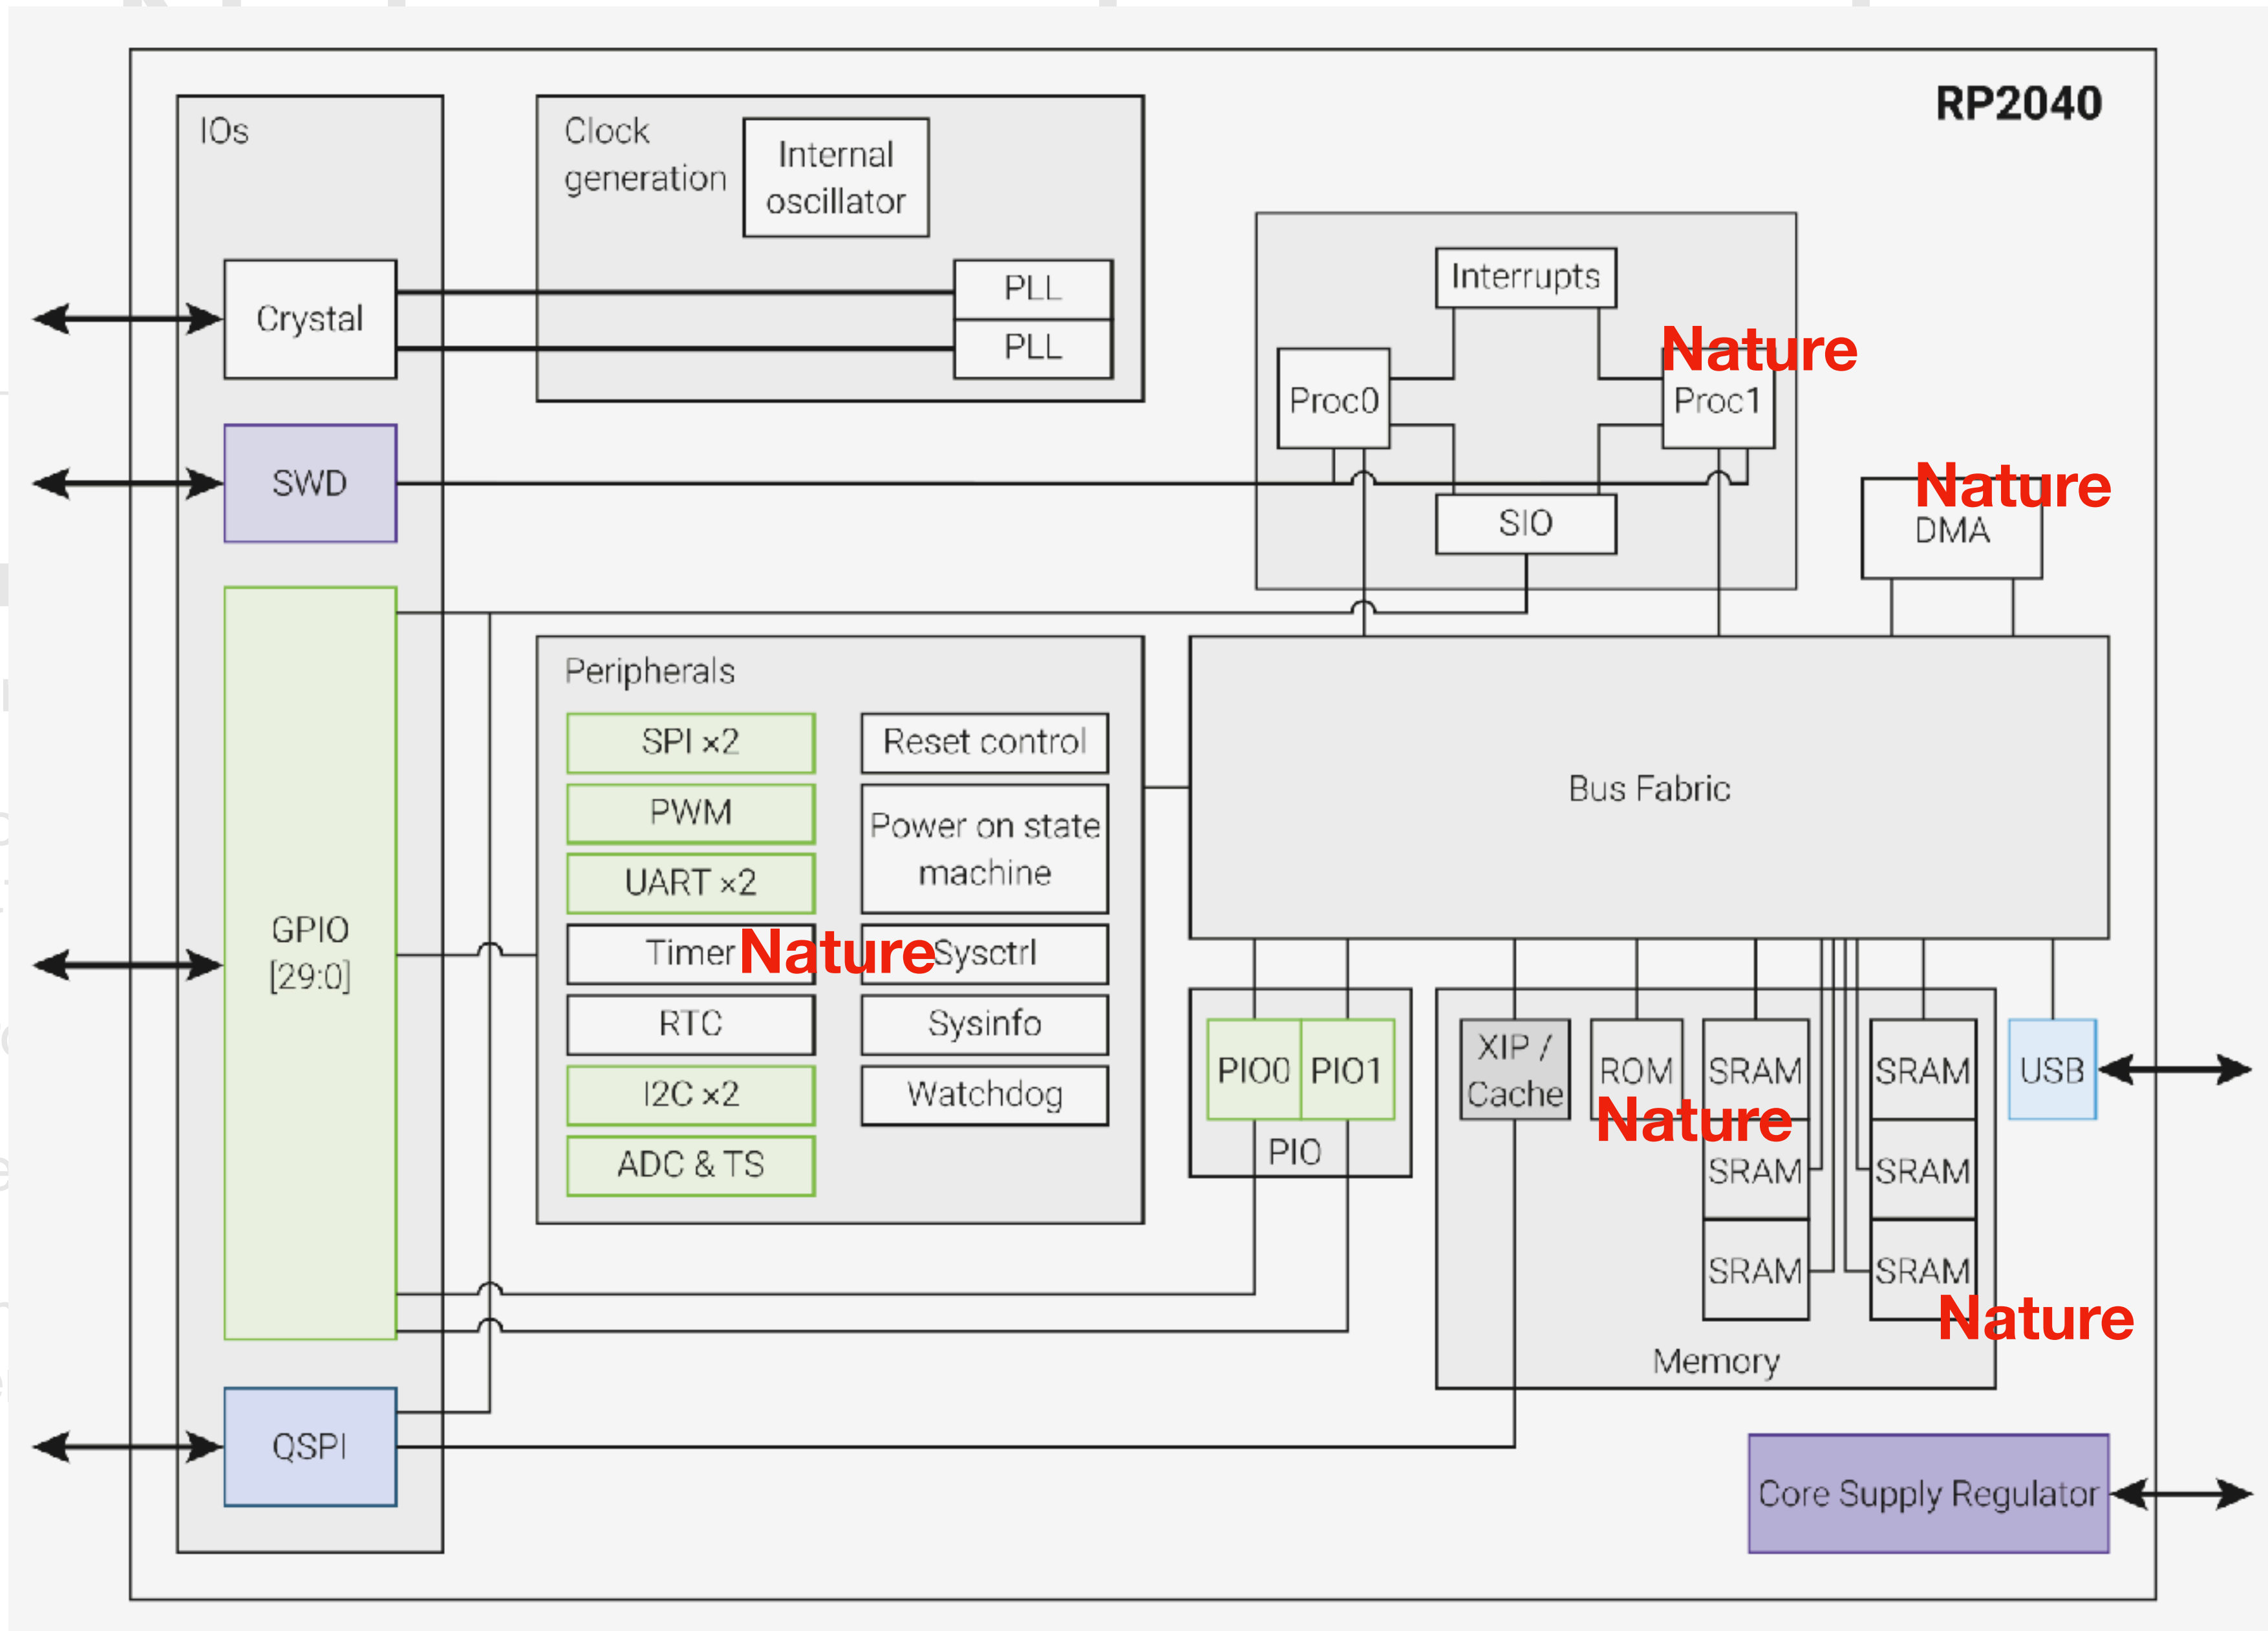 RP2040
IOs
Clock
generation
Internal
oscillator
Crystal
PLL
PLL
Interrupts
Nature
Proc0
Proc1
SWD
Nature
SIO
DMA
Peripherals
SPI ×2
Reset control
PWM
Power on state
machine
UART ×2
Bus Fabric
GPIO
[29:0]
Timer
Nature
Sysctrl
RTC
Sysinfo
I2C ×2
Watchdog
ADC & TS
PIO0
PIO1
PIO
XIP /
Cache
ROM
SRAM
SRAM
USB
Nature
SRAM
SRAM
SRAM
SRAM
Nature
Memory
QSPI
Core Supply Regulator